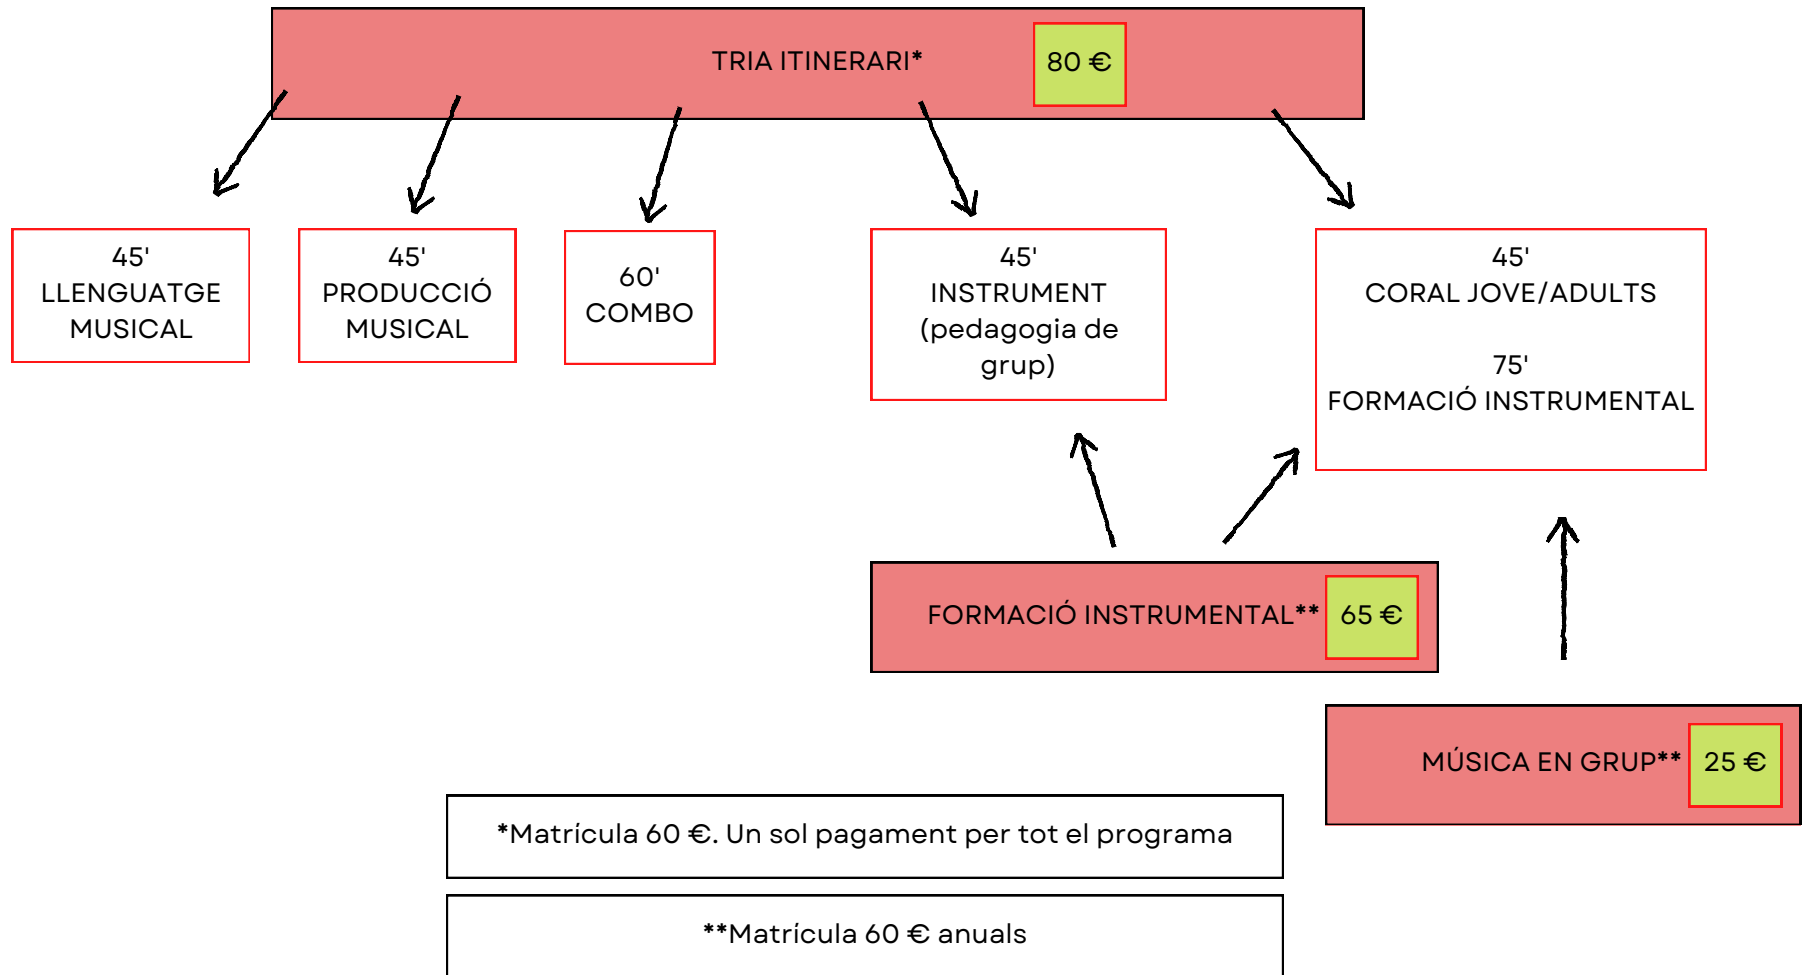 TRIA ITINERARI*
80 €
45'
LLENGUATGE
MUSICAL
45'
PRODUCCIÓ
MUSICAL
60'
COMBO
45'
INSTRUMENT
(pedagogia de
grup)
45'
CORAL JOVE/ADULTS
75'
FORMACIÓ INSTRUMENTAL
FORMACIÓ INSTRUMENTAL**
65 €
MÚSICA EN GRUP**
25 €
*Matrícula 60 €. Un sol pagament per tot el programa
**Matrícula 60 € anuals